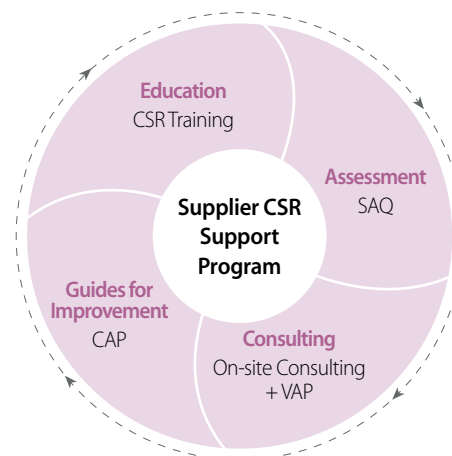 Education
CSR Training
Assessment
SAQ
Supplier CSR
Support
Program
Guides for
Improvement
CAP
Consulting
On-site Consulting
+ VAP